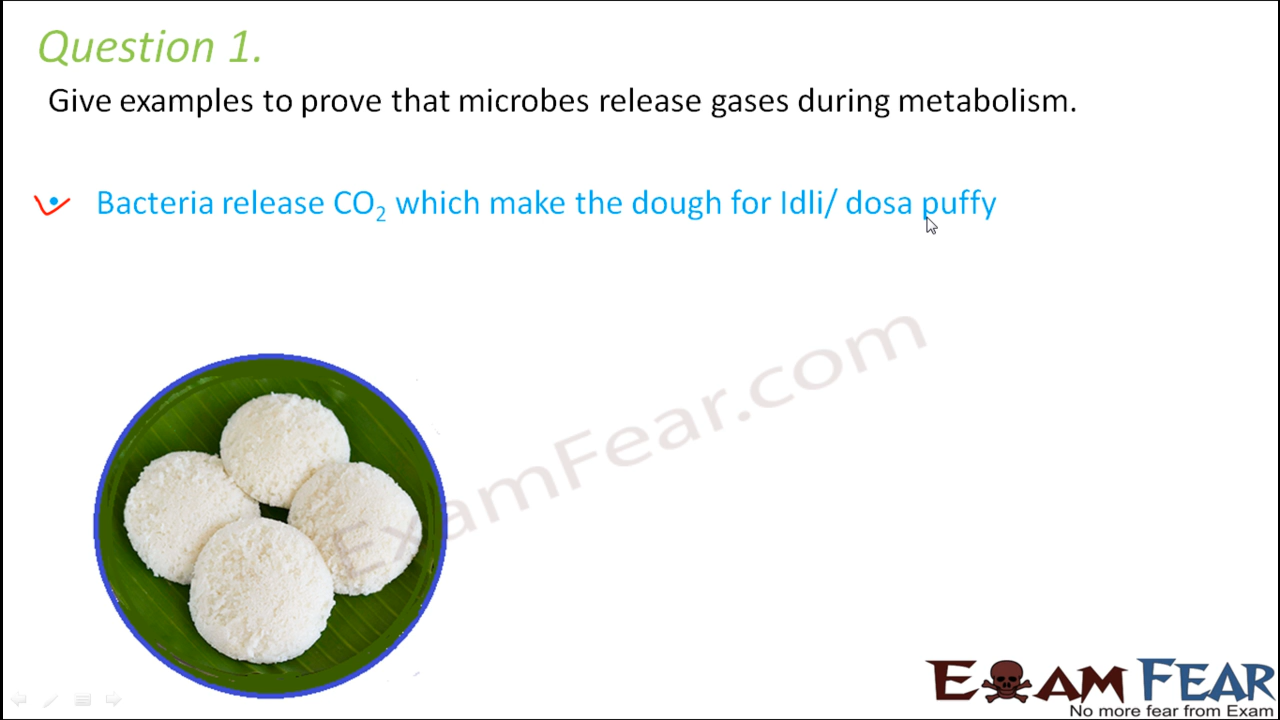 Question 1.
Give examples to prove that microbes release gases during metabolism.
Bacteria release CO₂ which make the dough for Idli/ dosa puffy
ExamFear.com
EXAM FEAR
No more fear from Exam